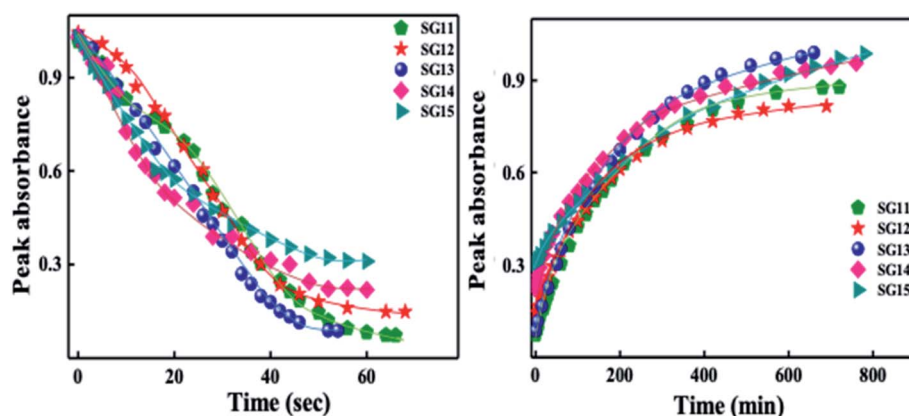 SG11
SG12
SG13
SG14
SG15
0.9
0.6
0.3
0
20
40
60
Time (sec)
Peak absorbance
SG11
SG12
SG13
SG14
SG15
0.9
0.6
0.3
0
200
400
600
800
Time (min)
Peak absorbance